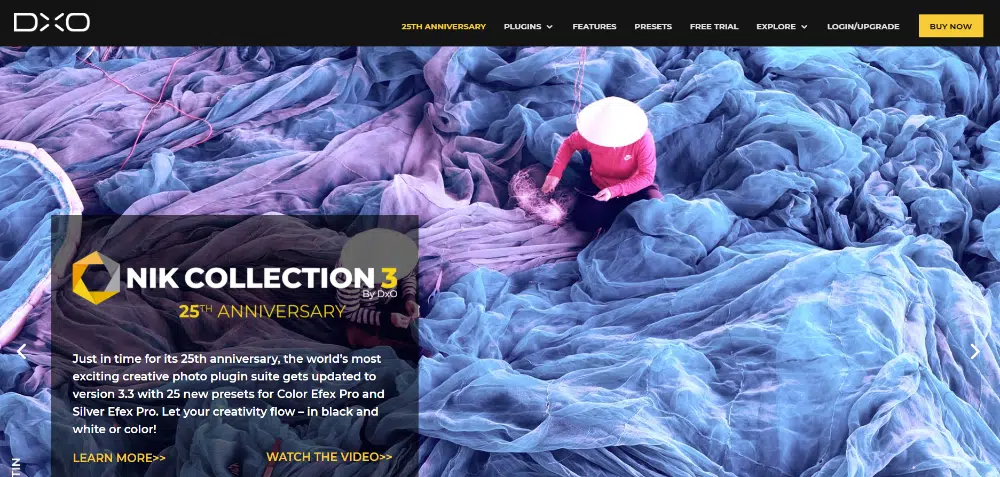 DXO
25TH ANNIVERSARY PLUGINS FEATURES PRESETS FREE TRIAL EXPLORE LOGIN/UPGRADE BUY NOW
NIK COLLECTION 3
By DxO
25TH ANNIVERSARY
Just in time for its 25th anniversary, the world's most
exciting creative photo plugin suite gets updated to
version 3.3 with 25 new presets for Color Efex Pro and
Silver Efex Pro. Let your creativity flow – in black and
white or color!
LEARN MORE>> WATCH THE VIDEO>>